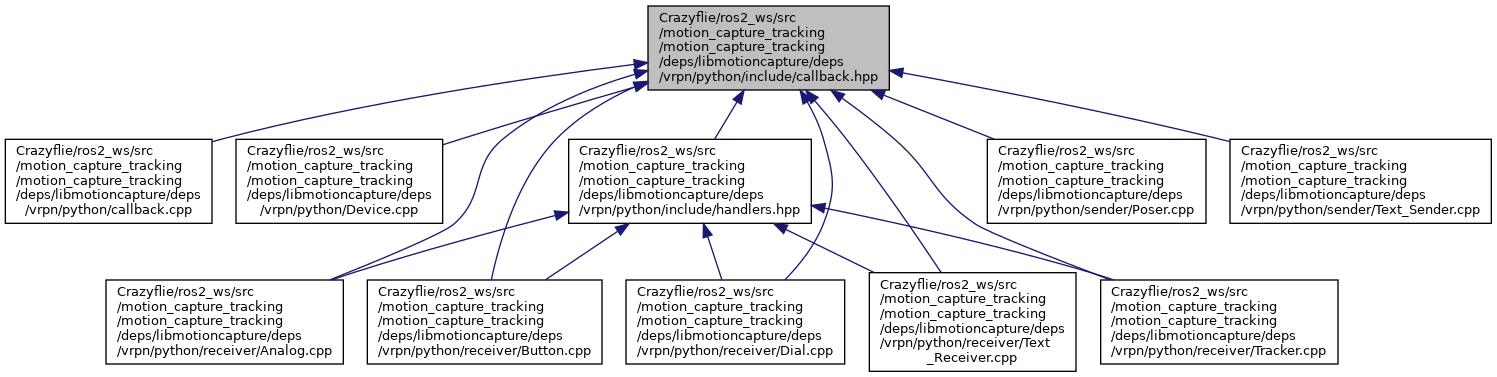 Crazyflie/ros2_ws/src
/motion_capture_tracking
/motion_capture_tracking
/deps/libmotioncapture/deps
/vrpn/python/include/callback.hpp
Crazyflie/ros2_ws/src
/motion_capture_tracking
/motion_capture_tracking
/deps/libmotioncapture/deps
/vrpn/python/callback.cpp
Crazyflie/ros2_ws/src
/motion_capture_tracking
/motion_capture_tracking
/deps/libmotioncapture/deps
/vrpn/python/Device.cpp
Crazyflie/ros2_ws/src
/motion_capture_tracking
/motion_capture_tracking
/deps/libmotioncapture/deps
/vrpn/python/include/handlers.hpp
Crazyflie/ros2_ws/src
/motion_capture_tracking
/motion_capture_tracking
/deps/libmotioncapture/deps
/vrpn/python/sender/Poser.cpp
Crazyflie/ros2_ws/src
/motion_capture_tracking
/motion_capture_tracking
/deps/libmotioncapture/deps
/vrpn/python/sender/Text_Sender.cpp
Crazyflie/ros2_ws/src
/motion_capture_tracking
/motion_capture_tracking
/deps/libmotioncapture/deps
/vrpn/python/receiver/Analog.cpp
Crazyflie/ros2_ws/src
/motion_capture_tracking
/motion_capture_tracking
/deps/libmotioncapture/deps
/vrpn/python/receiver/Button.cpp
Crazyflie/ros2_ws/src
/motion_capture_tracking
/motion_capture_tracking
/deps/libmotioncapture/deps
/vrpn/python/receiver/Dial.cpp
Crazyflie/ros2_ws/src
/motion_capture_tracking
/motion_capture_tracking
/deps/libmotioncapture/deps
/vrpn/python/receiver/Text
_Receiver.cpp
Crazyflie/ros2_ws/src
/motion_capture_tracking
/motion_capture_tracking
/deps/libmotioncapture/deps
/vrpn/python/receiver/Tracker.cpp